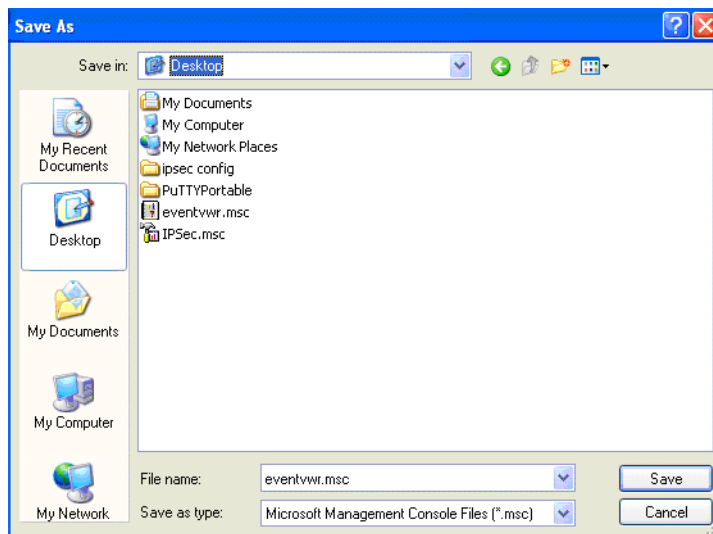 Save As
Save in:
Desktop
My Recent
Documents
Desktop
My Documents
My Computer
My Network
My Documents
My Computer
My Network Places
ipsec config
PuTTYPortable
eventvwr.msc
IPSec.msc
File name:
eventvwr.msc
Save
Save as type:
Microsoft Management Console Files (*.msc)
Cancel